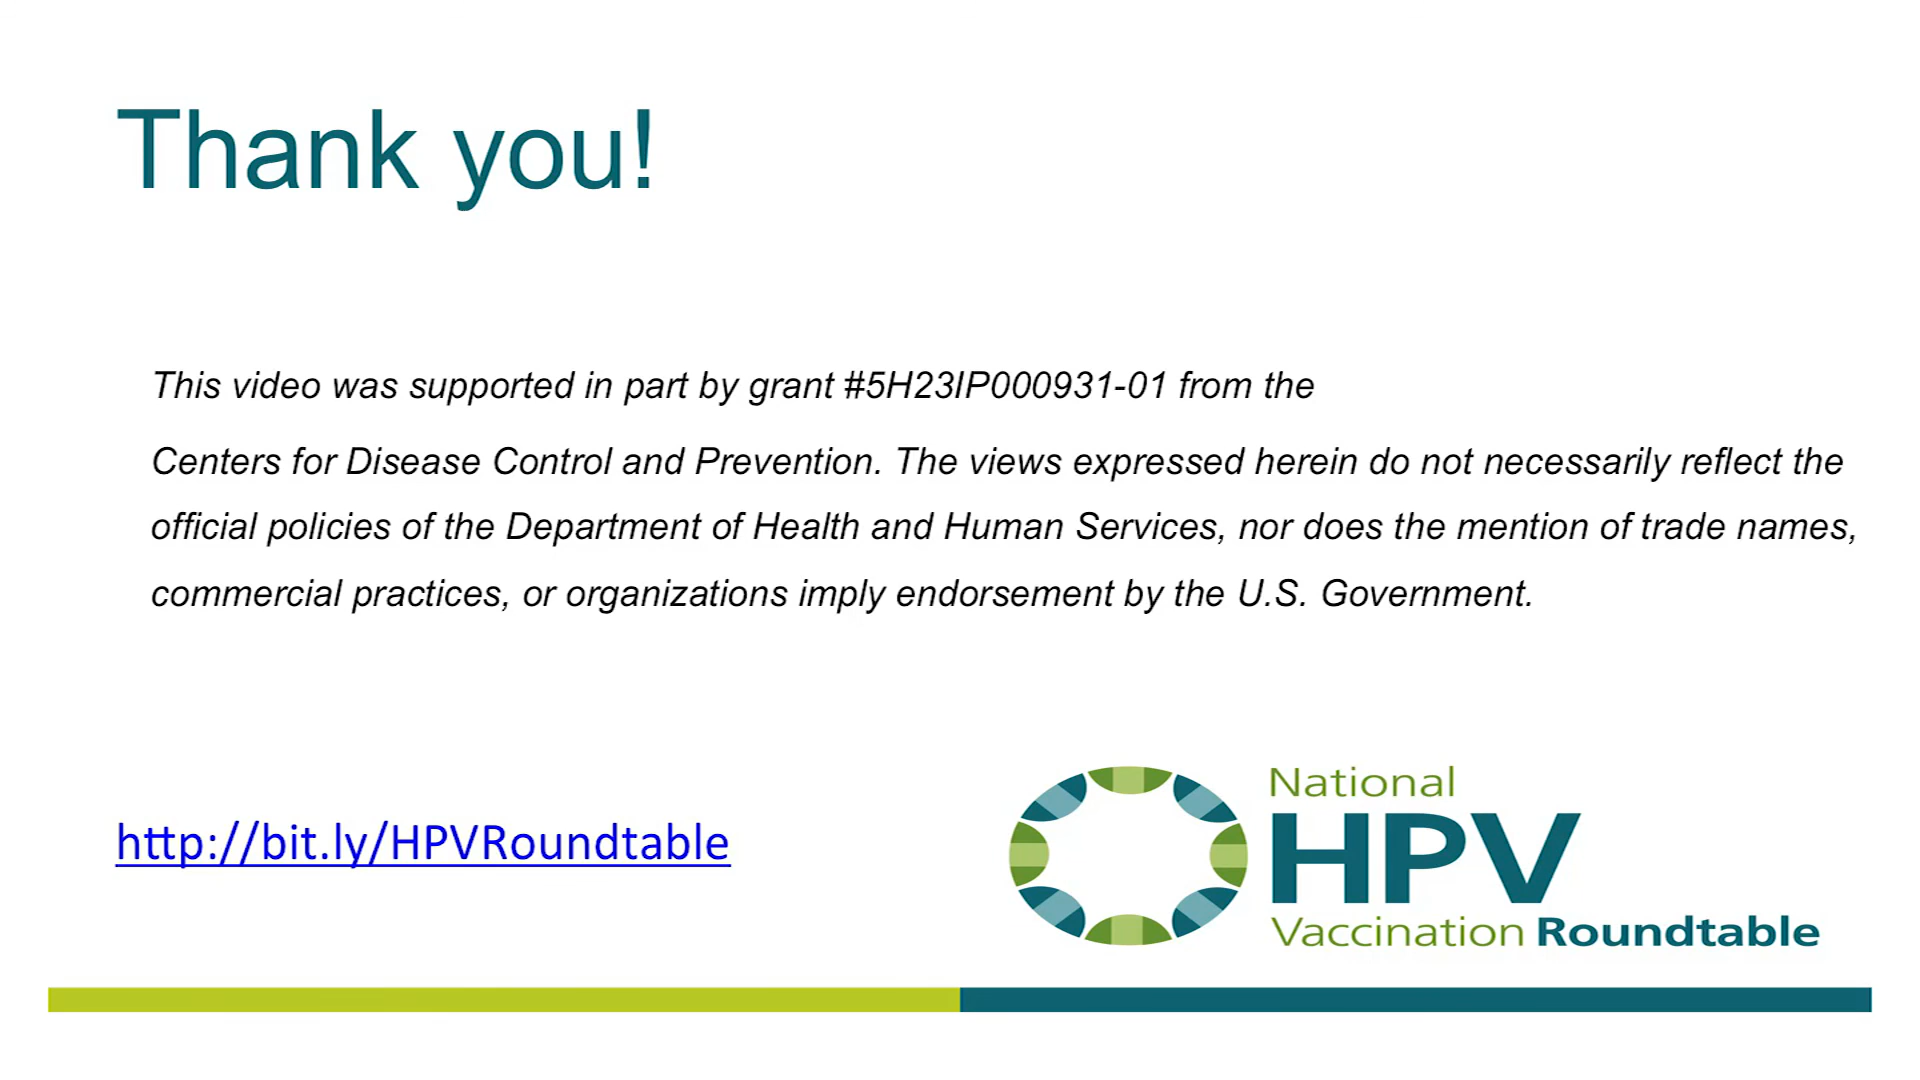 Thank you!
This video was supported in part by grant #5H23IP000931-01 from the
Centers for Disease Control and Prevention. The views expressed herein do not necessarily reflect the
official policies of the Department of Health and Human Services, nor does the mention of trade names,
commercial practices, or organizations imply endorsement by the U.S. Government.
http://bit.ly/HPVRoundtable
National
HPV
Vaccination Roundtable